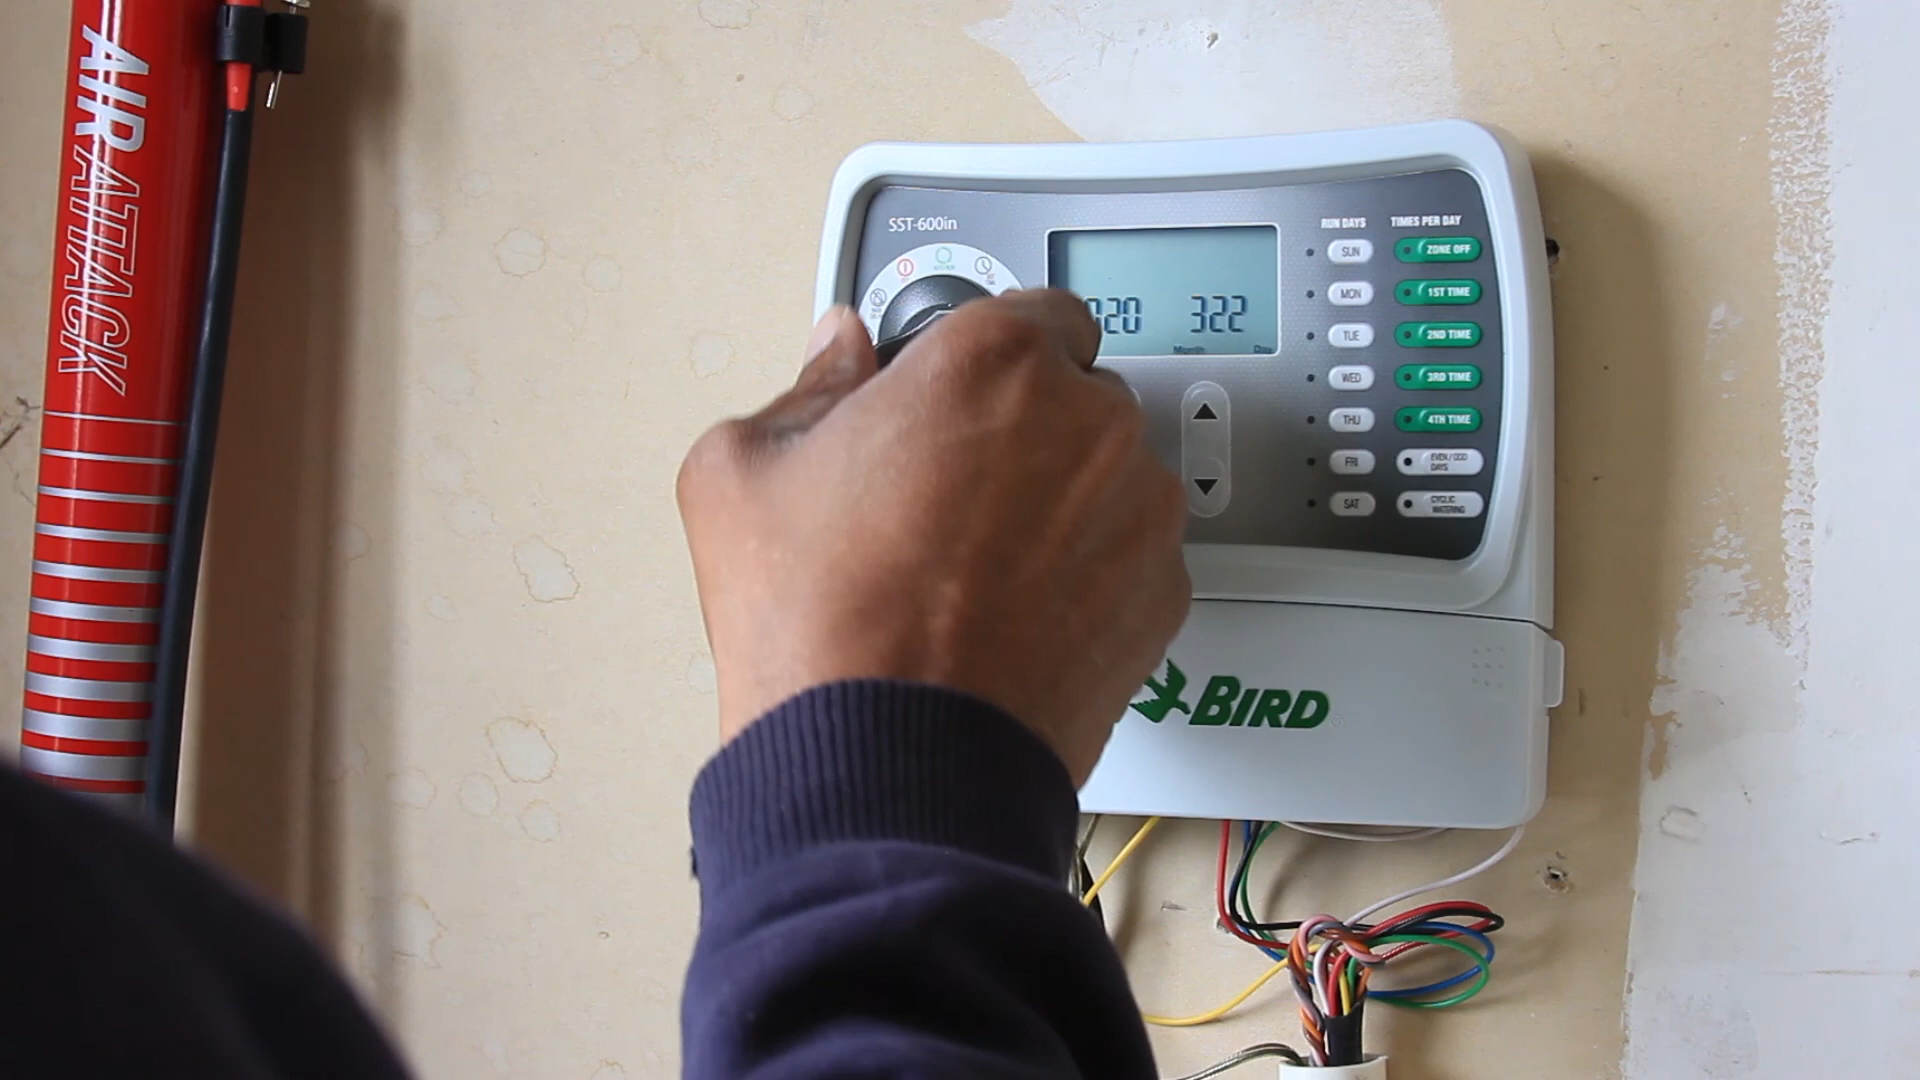 AIR ATTACK
SST-600in
020 322
Month Day
RUN DAYS TIMES PER DAY
SUN ZONE OFF
MON 1ST TIME
TUE 2ND TIME
WED 3RD TIME
THU 4TH TIME
FRI EVEN / ODD DAYS
SAT CYCLIC WATERING
BIRD